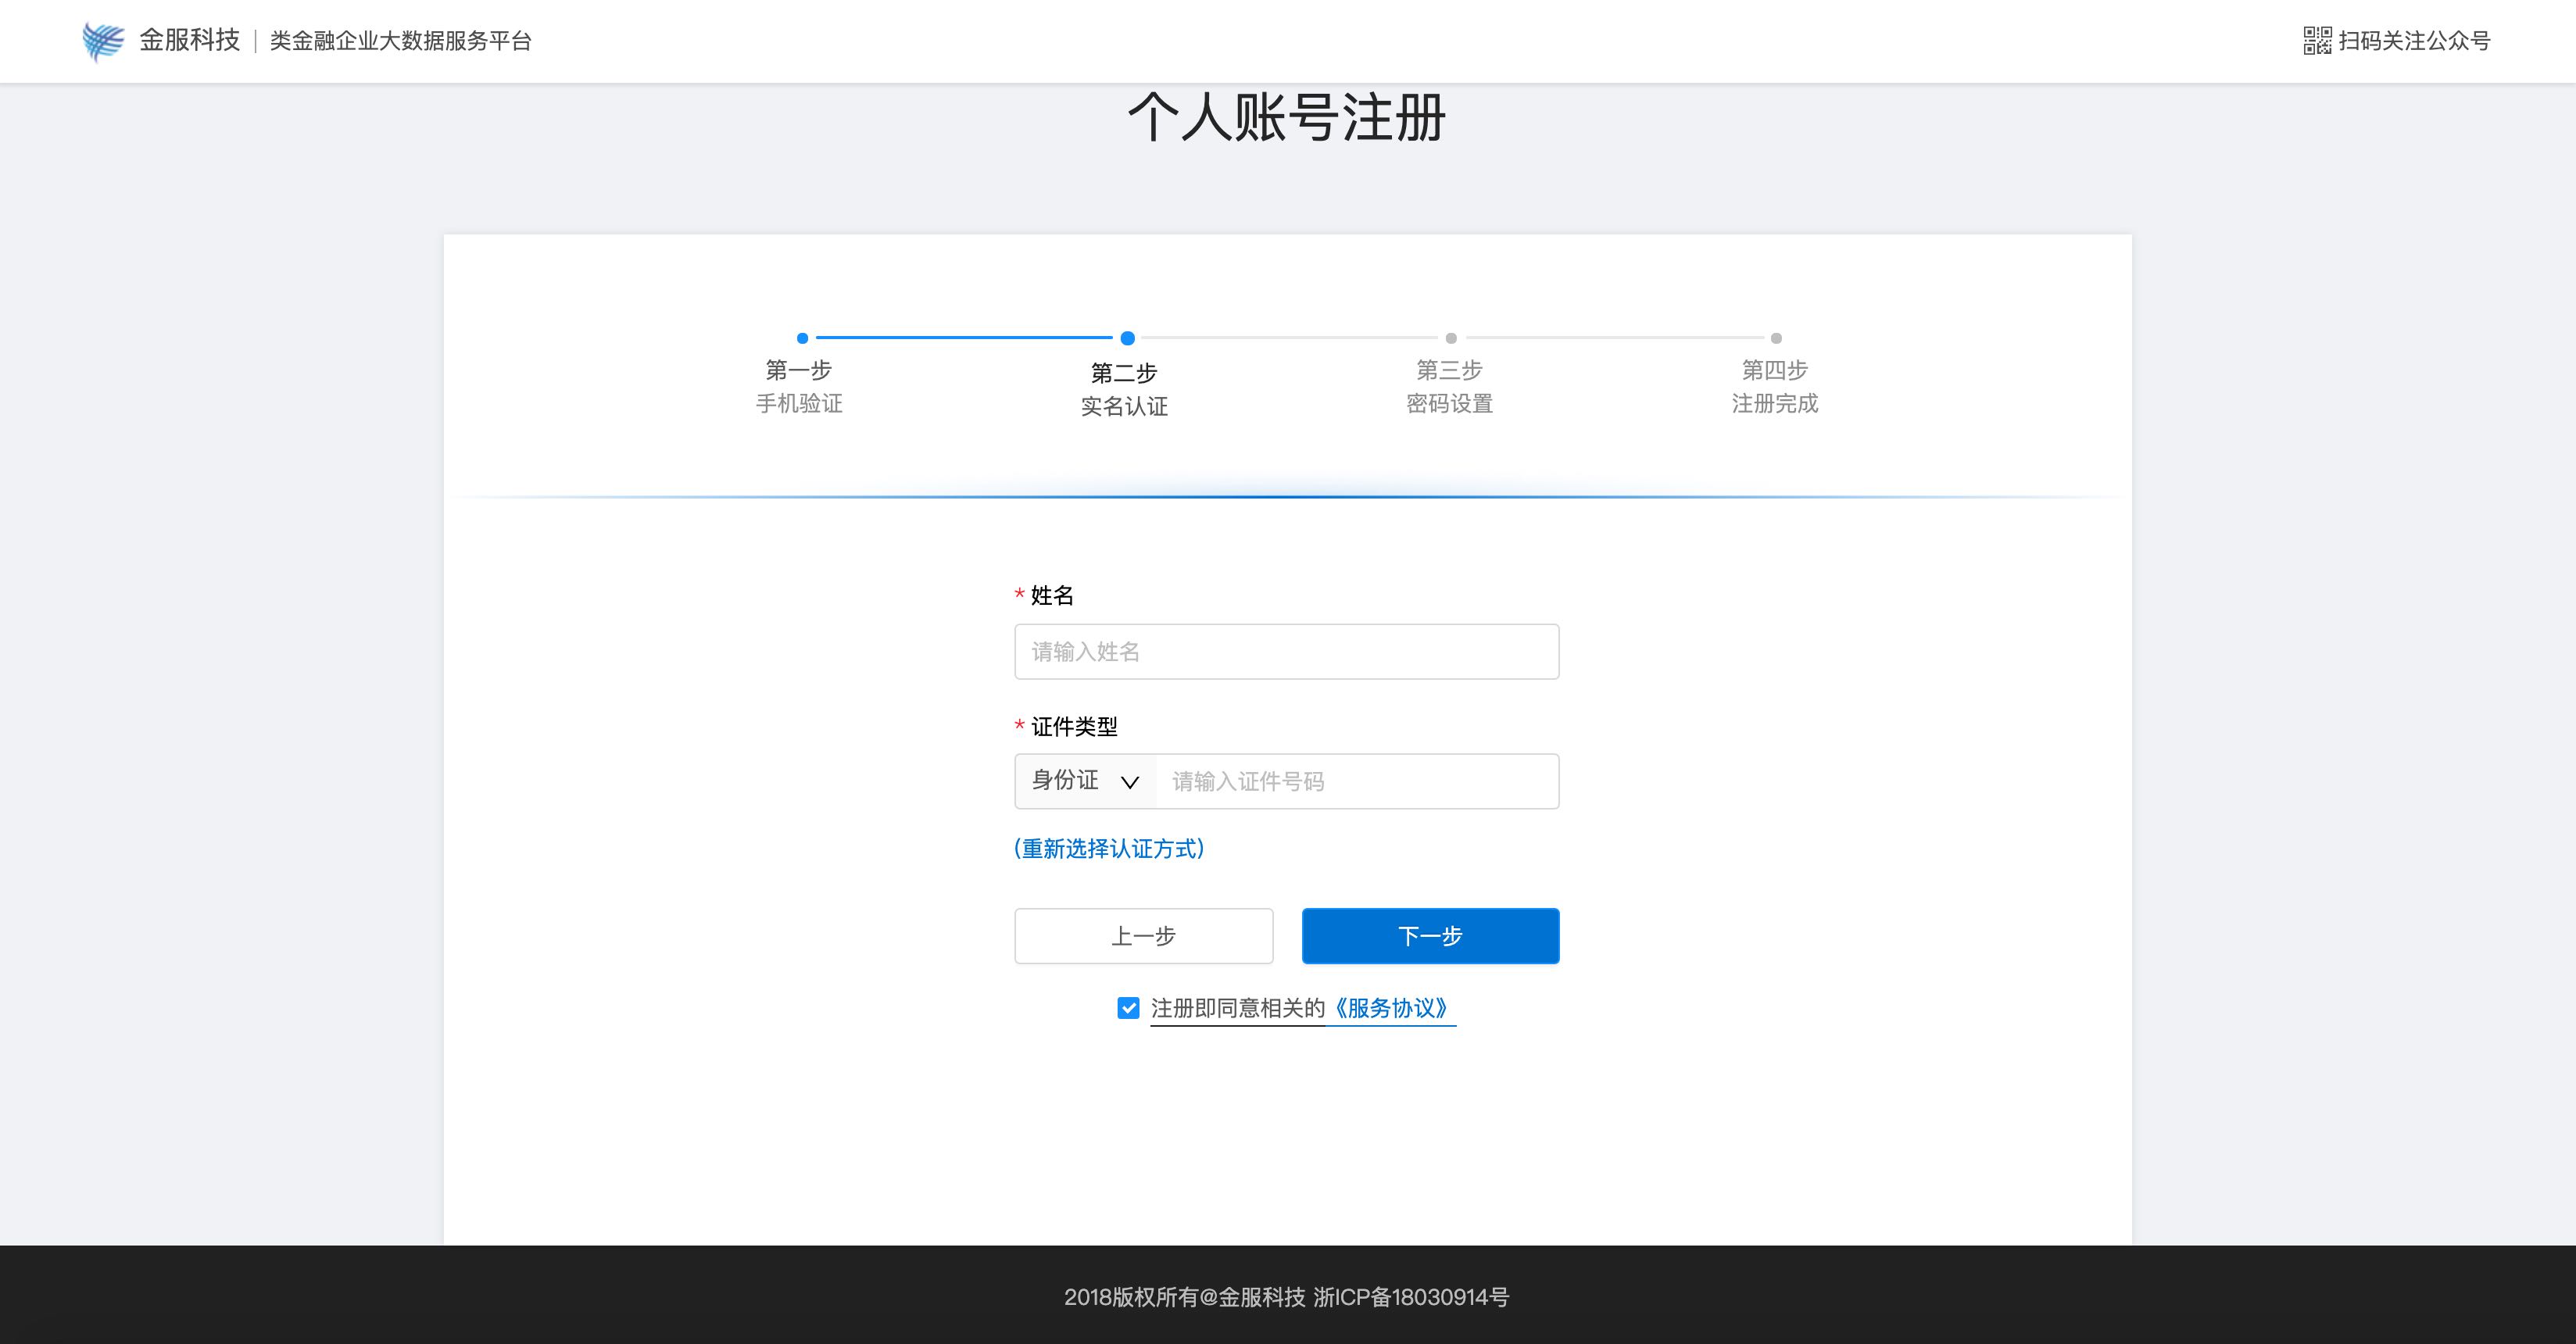 金服科技 | 类金融企业大数据服务平台
扫码关注公众号
个人账号注册
第一步
手机验证
第二步
实名认证
第三步
密码设置
第四步
注册完成
* 姓名
请输入姓名
* 证件类型
身份证 请输入证件号码
(重新选择认证方式)
上一步 下一步
注册即同意相关的《服务协议》
2018版权所有@金服科技 浙ICP备18030914号